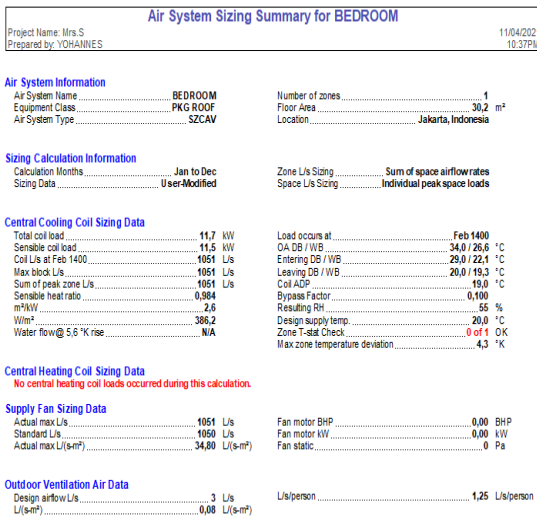 Air System Sizing Summary for BEDROOM
Project Name: Mrs.S 11/04/202
Prepared by: YOHANNES 10:37PM
Air System Information
Air System Name BEDROOM Number of zones 1
Equipment Class PKG ROOF Floor Area 30,2 m²
Air System Type SZCAV Location Jakarta, Indonesia
Sizing Calculation Information
Calculation Months Jan to Dec Zone L/s Sizing Sum of space airflow rates
Sizing Data User-Modified Space L/s Sizing Individual peak space loads
Central Cooling Coil Sizing Data
Total coil load 11,7 kW Load occurs at Feb 1400
Sensible coil load 11,5 kW OA DB / WB 34,0 / 26,6 °C
Coil L/s at Feb 1400 1051 L/s Entering DB / WB 29,0 / 22,1 °C
Max block L/s 1051 L/s Leaving DB / WB 20,0 / 19,3 °C
Sum of peak zone L/s 1051 L/s Coil ADP 19,0 °C
Sensible heat ratio 0,984 Bypass Factor 0,100
m²/kW 2,6 Resulting RH 55 %
W/m² 386,2 Design supply temp. 20,0 °C
Water flow @ 5,6 °K rise N/A Zone T-stat Check 0 of 1 OK
Max zone temperature deviation 4,3 °K
Central Heating Coil Sizing Data
No central heating coil loads occurred during this calculation.
Supply Fan Sizing Data
Actual max L/s 1051 L/s Fan motor BHP 0,00 BHP
Standard L/s 1050 L/s Fan motor kW 0,00 kW
Actual max L/(s-m²) 34,80 L/(s-m²) Fan static 0 Pa
Outdoor Ventilation Air Data
Design airflow L/s 3 L/s L/s/person 1,25 L/s/person
L/(s-m²) 0,08 L/(s-m²)